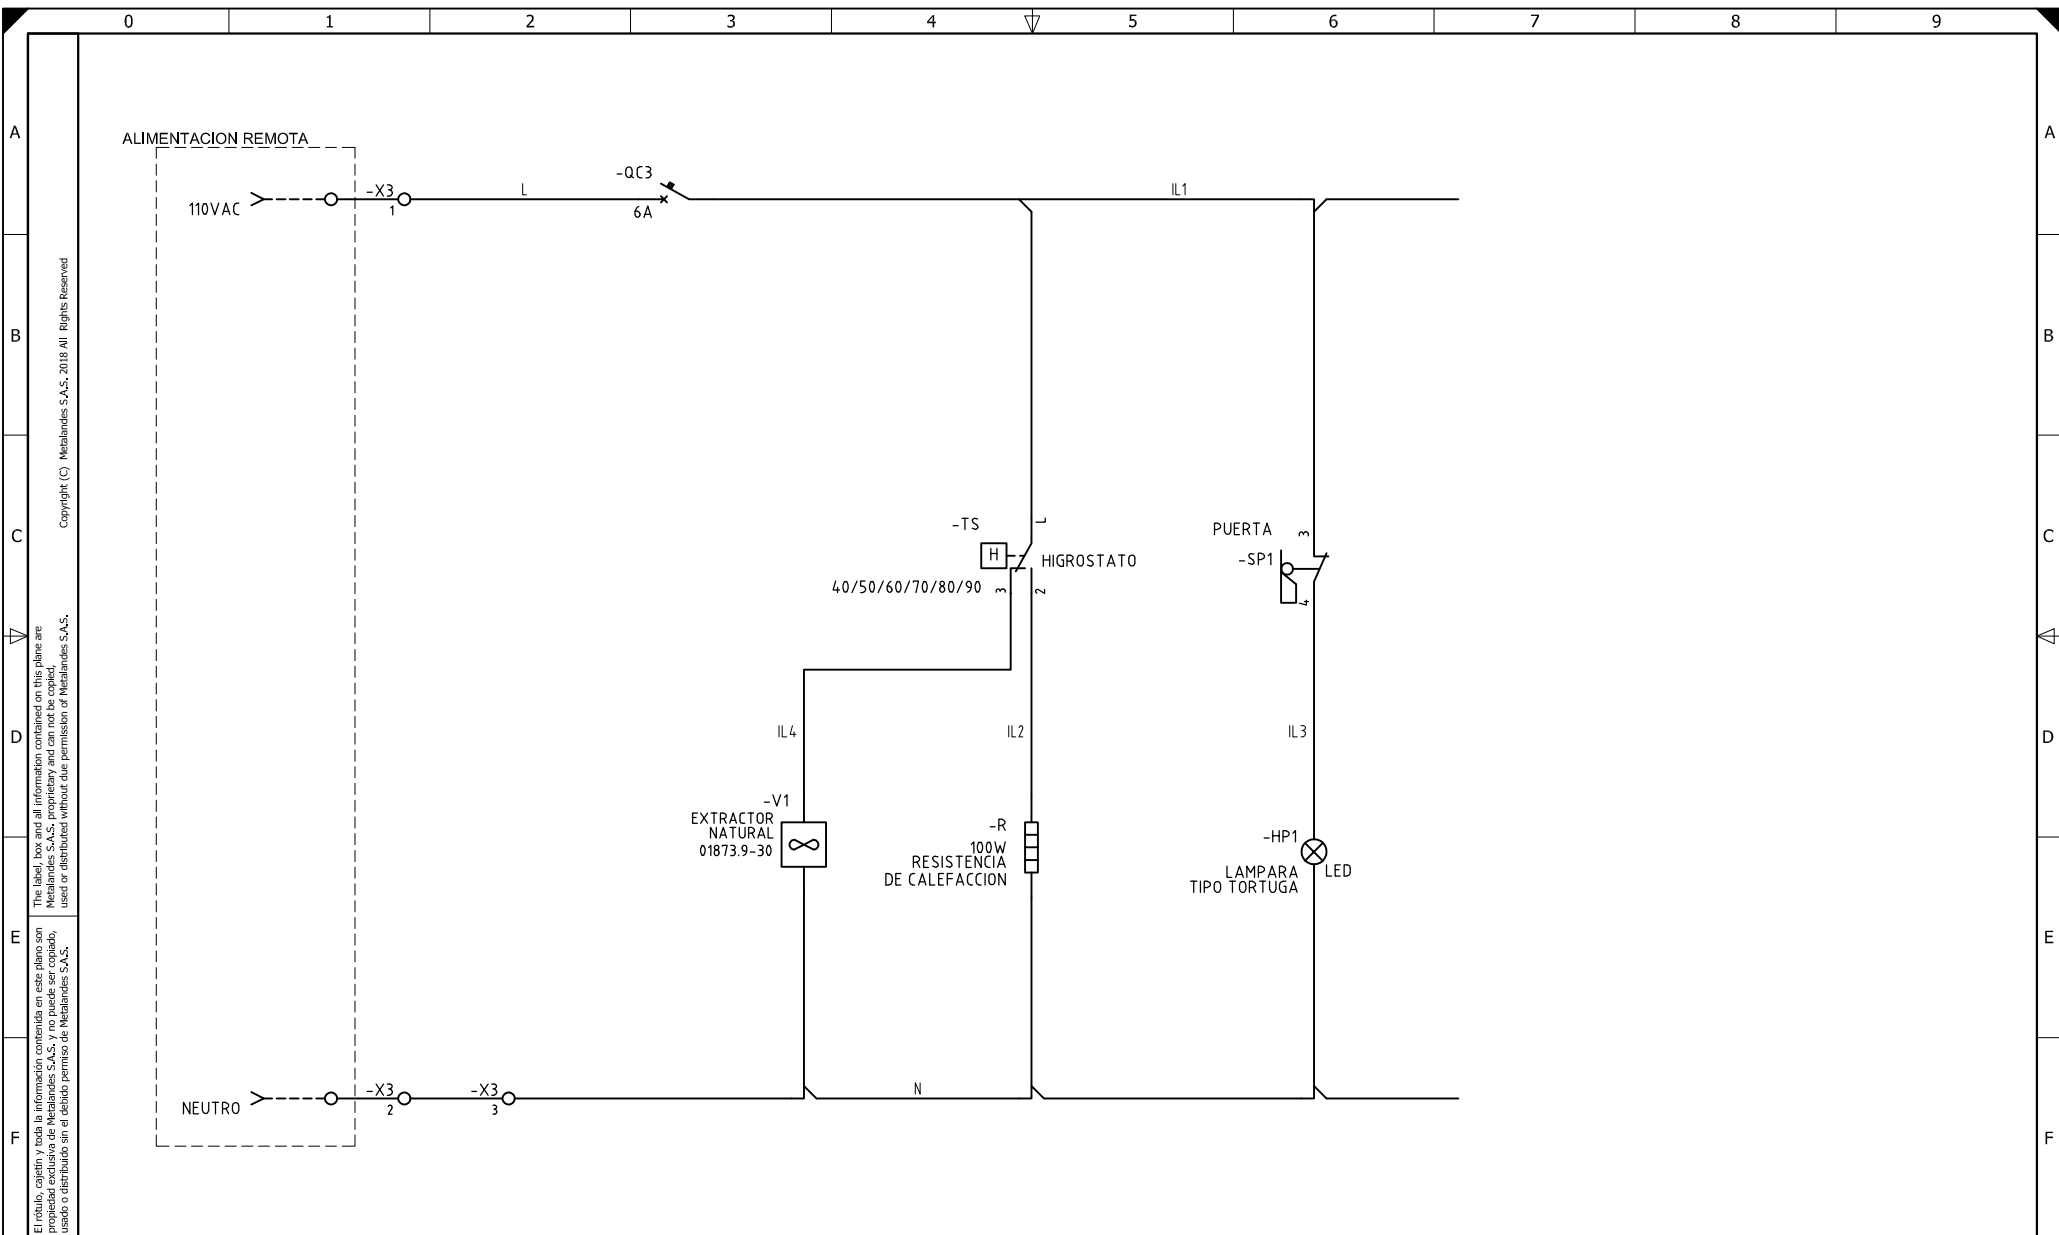 0 1 2 3 4 5 6 7 8 9
A
A
ALIMENTACION REMOTA
-QC3
-X3
L
IL1
110VAC
1
6A
B
B
C
C
-TS
L
PUERTA
3
H
HIGROSTATO
-SP1
40/50/60/70/80/90
3
2
4
D
D
IL4
IL2
IL3
-V1
EXTRACTOR
NATURAL
01873.9-30
-R
100W
RESISTENCIA
DE CALEFACCION
-HP1
LED
LAMPARA
TIPO TORTUGA
E
E
-X3
-X3
N
NEUTRO
2
3
F
F
Copyright (C) Metalandes S.A.S. 2018 All Rights Reserved
The label, box and all information contained on this plane are
Metalandes S.A.S. proprietary and can not be copied,
used or distributed without due permission of Metalandes S.A.S.
El rótulo, cajetín y toda la información contenida en este plano son
propiedad exclusiva de Metalandes S.A.S. y no puede ser copiado,
usado o distribuido sin el debido permiso de Metalandes S.A.S.